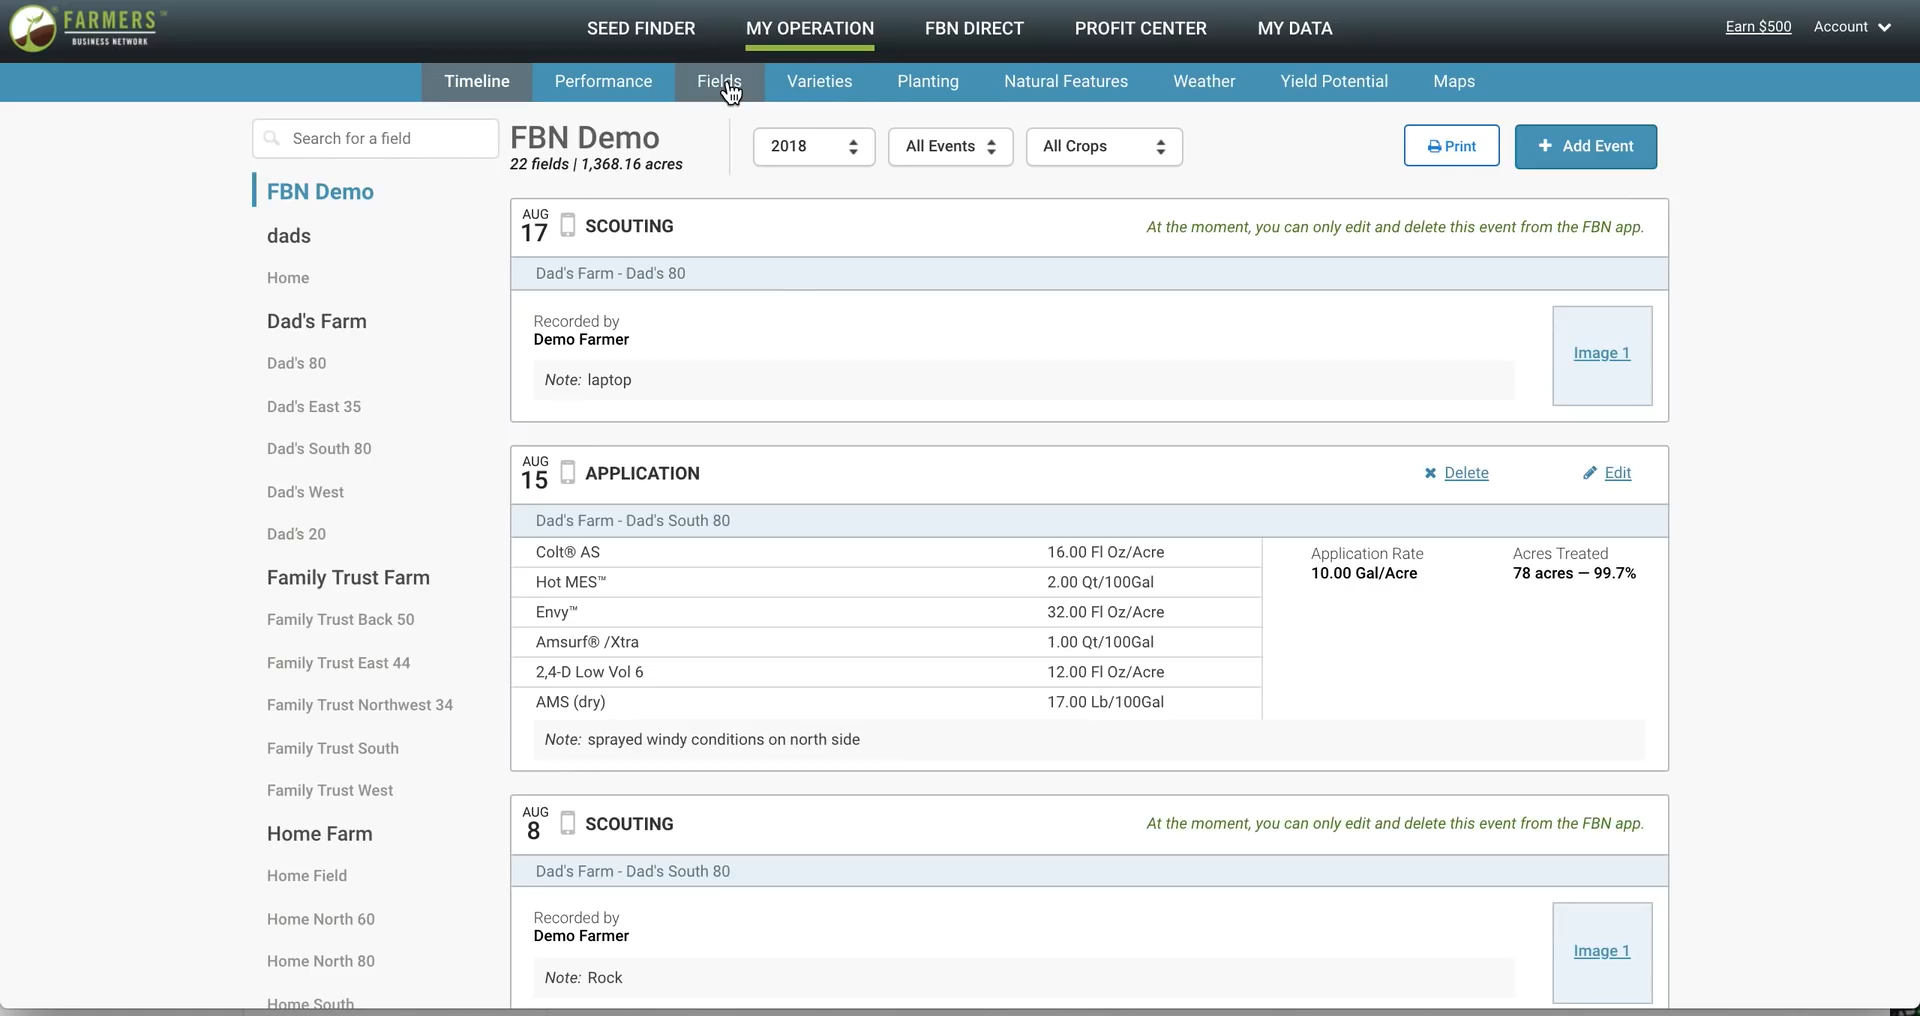 FARMERS™
BUSINESS NETWORK
SEED FINDER
MY OPERATION
FBN DIRECT
PROFIT CENTER
MY DATA
Earn $500
Account
Timeline
Performance
Fields
Varieties
Planting
Natural Features
Weather
Yield Potential
Maps
Search for a field
FBN Demo
dads
Home
Dad's Farm
Dad's 80
Dad's East 35
Dad's South 80
Dad's West
Dad's 20
Family Trust Farm
Family Trust Back 50
Family Trust East 44
Family Trust Northwest 34
Family Trust South
Family Trust West
Home Farm
Home Field
Home North 60
Home North 80
Home South
FBN Demo
22 fields | 1,368.16 acres
2018
All Events
All Crops
Print
+ Add Event
AUG
17
SCOUTING
At the moment, you can only edit and delete this event from the FBN app.
Dad's Farm - Dad's 80
Recorded by
Demo Farmer
Note: laptop
Image 1
AUG
15
APPLICATION
Delete
Edit
Dad's Farm - Dad's South 80
Colt® AS 16.00 Fl Oz/Acre
Hot MES™ 2.00 Qt/100Gal
Envy™ 32.00 Fl Oz/Acre
Amsurf® /Xtra 1.00 Qt/100Gal
2,4-D Low Vol 6 12.00 Fl Oz/Acre
AMS (dry) 17.00 Lb/100Gal
Application Rate
10.00 Gal/Acre
Acres Treated
78 acres — 99.7%
Note: sprayed windy conditions on north side
AUG
8
SCOUTING
At the moment, you can only edit and delete this event from the FBN app.
Dad's Farm - Dad's South 80
Recorded by
Demo Farmer
Note: Rock
Image 1